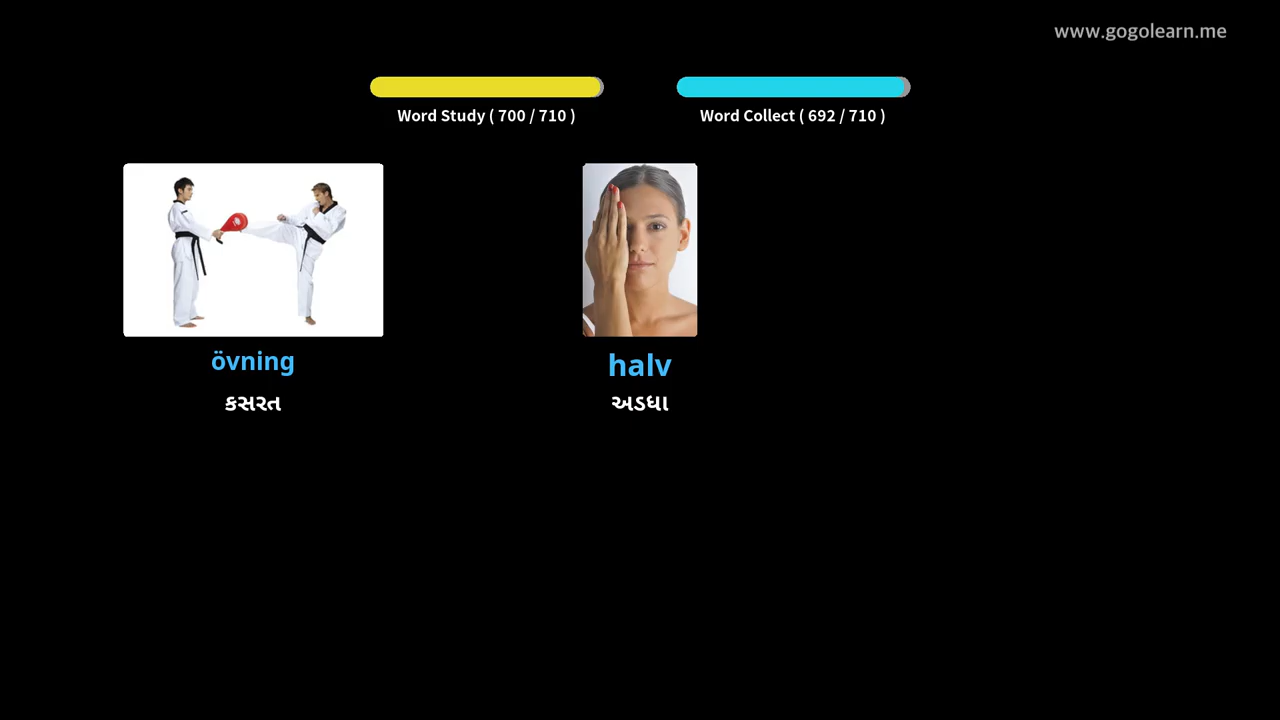 www.gogolearn.me
Word Study ( 700 / 710 )
Word Collect ( 692 / 710 )
övning
halv
કસરત
અડધા